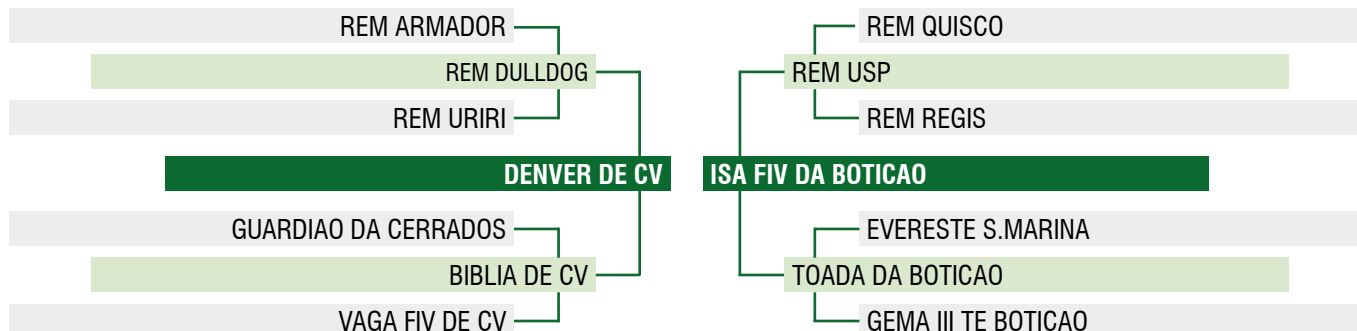 REM ARMADOR
REM DULLDOG
REM URIRI
DENVER DE CV
GUARDIAO DA CERRADOS
BIBLIA DE CV
VAGA FIV DE CV
REM QUISCO
REM USP
REM REGIS
ISA FIV DA BOTICAO
EVERESTE S.MARINA
TOADA DA BOTICAO
GEMA III TE BOTICAO